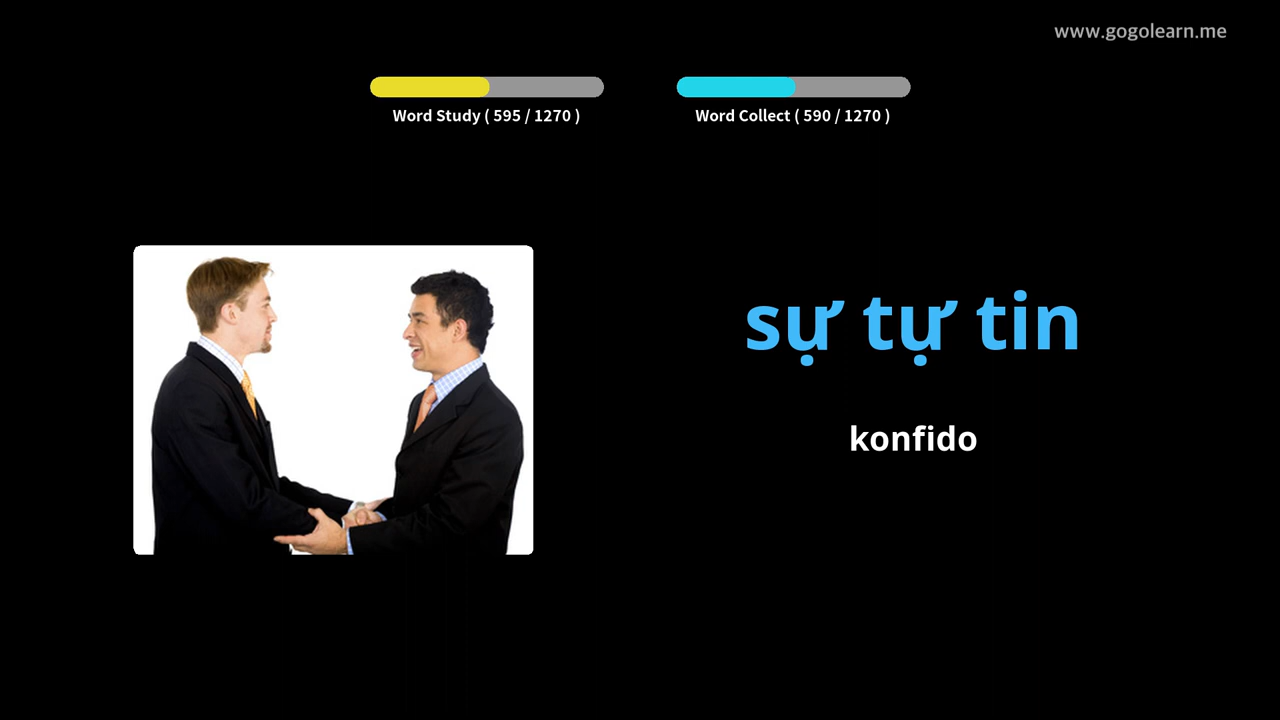 www.gogolearn.me
Word Study ( 595 / 1270 )
Word Collect ( 590 / 1270 )
sự tự tin
konfido